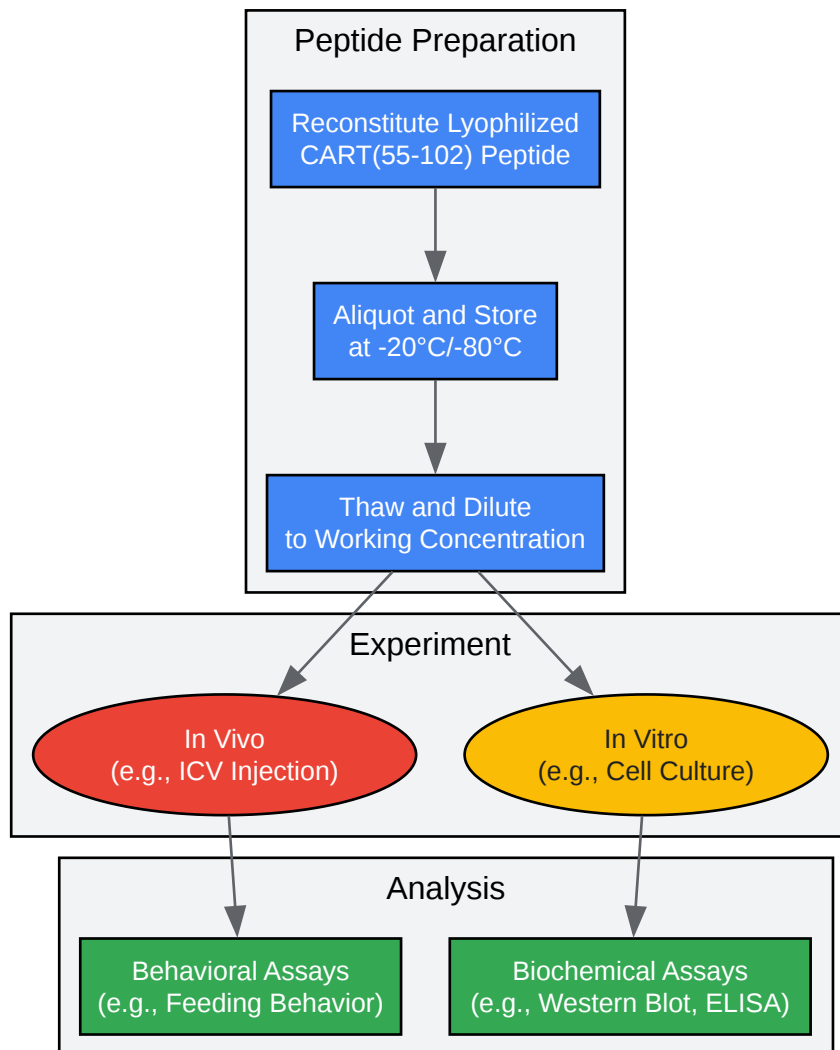 Peptide Preparation
Reconstitute Lyophilized
CART(55-102) Peptide
Aliquot and Store
at -20°C/-80°C
Thaw and Dilute
to Working Concentration
Experiment
In Vivo
(e.g., ICV Injection)
In Vitro
(e.g., Cell Culture)
Analysis
Behavioral Assays
(e.g., Feeding Behavior)
Biochemical Assays
(e.g., Western Blot, ELISA)